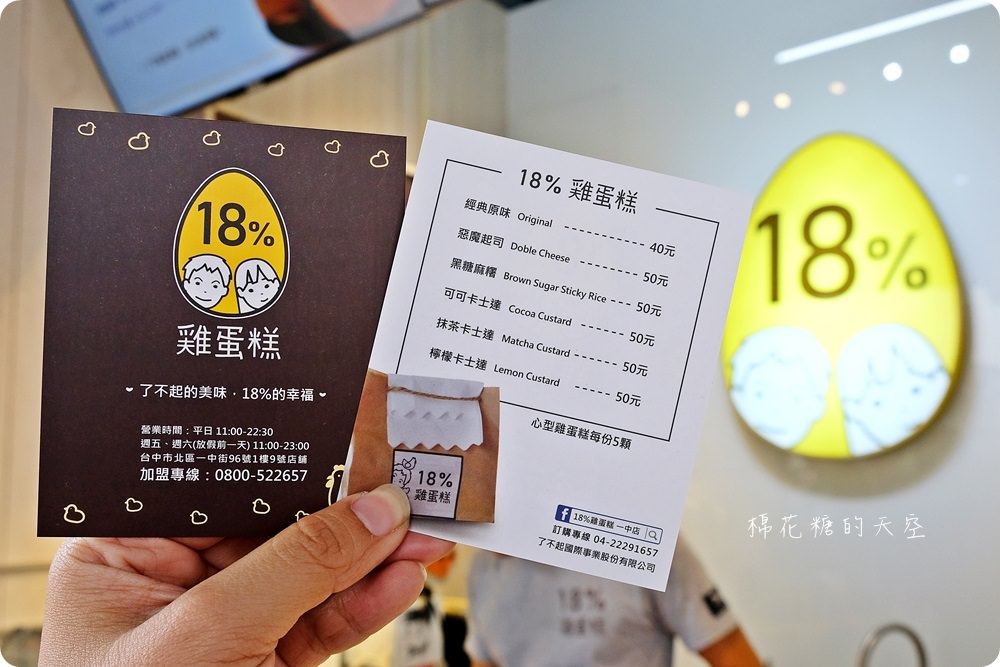 18%
雞蛋糕
了不起的美味，18%的幸福
營業時間：平日 11:00-22:30
週五、週六(放假前一天) 11:00-23:00
台中市北區一中街96號1樓9號店舖
加盟專線：0800-522657
18% 雞蛋糕
經典原味 Original ---------- 40元
惡魔起司 Doble Cheese --------- 50元
黑糖麻糬 Brown Sugar Sticky Rice --- 50元
可可卡士達 Cocoa Custard ------- 50元
抹茶卡士達 Matcha Custard ------- 50元
檸檬卡士達 Lemon Custard ------ 50元
心型雞蛋糕每份5顆
18%
雞蛋糕
f 18%雞蛋糕 一中店
訂購專線 04-22291657
了不起國際事業股份有限公司
18%
棉花糖的天空
18%